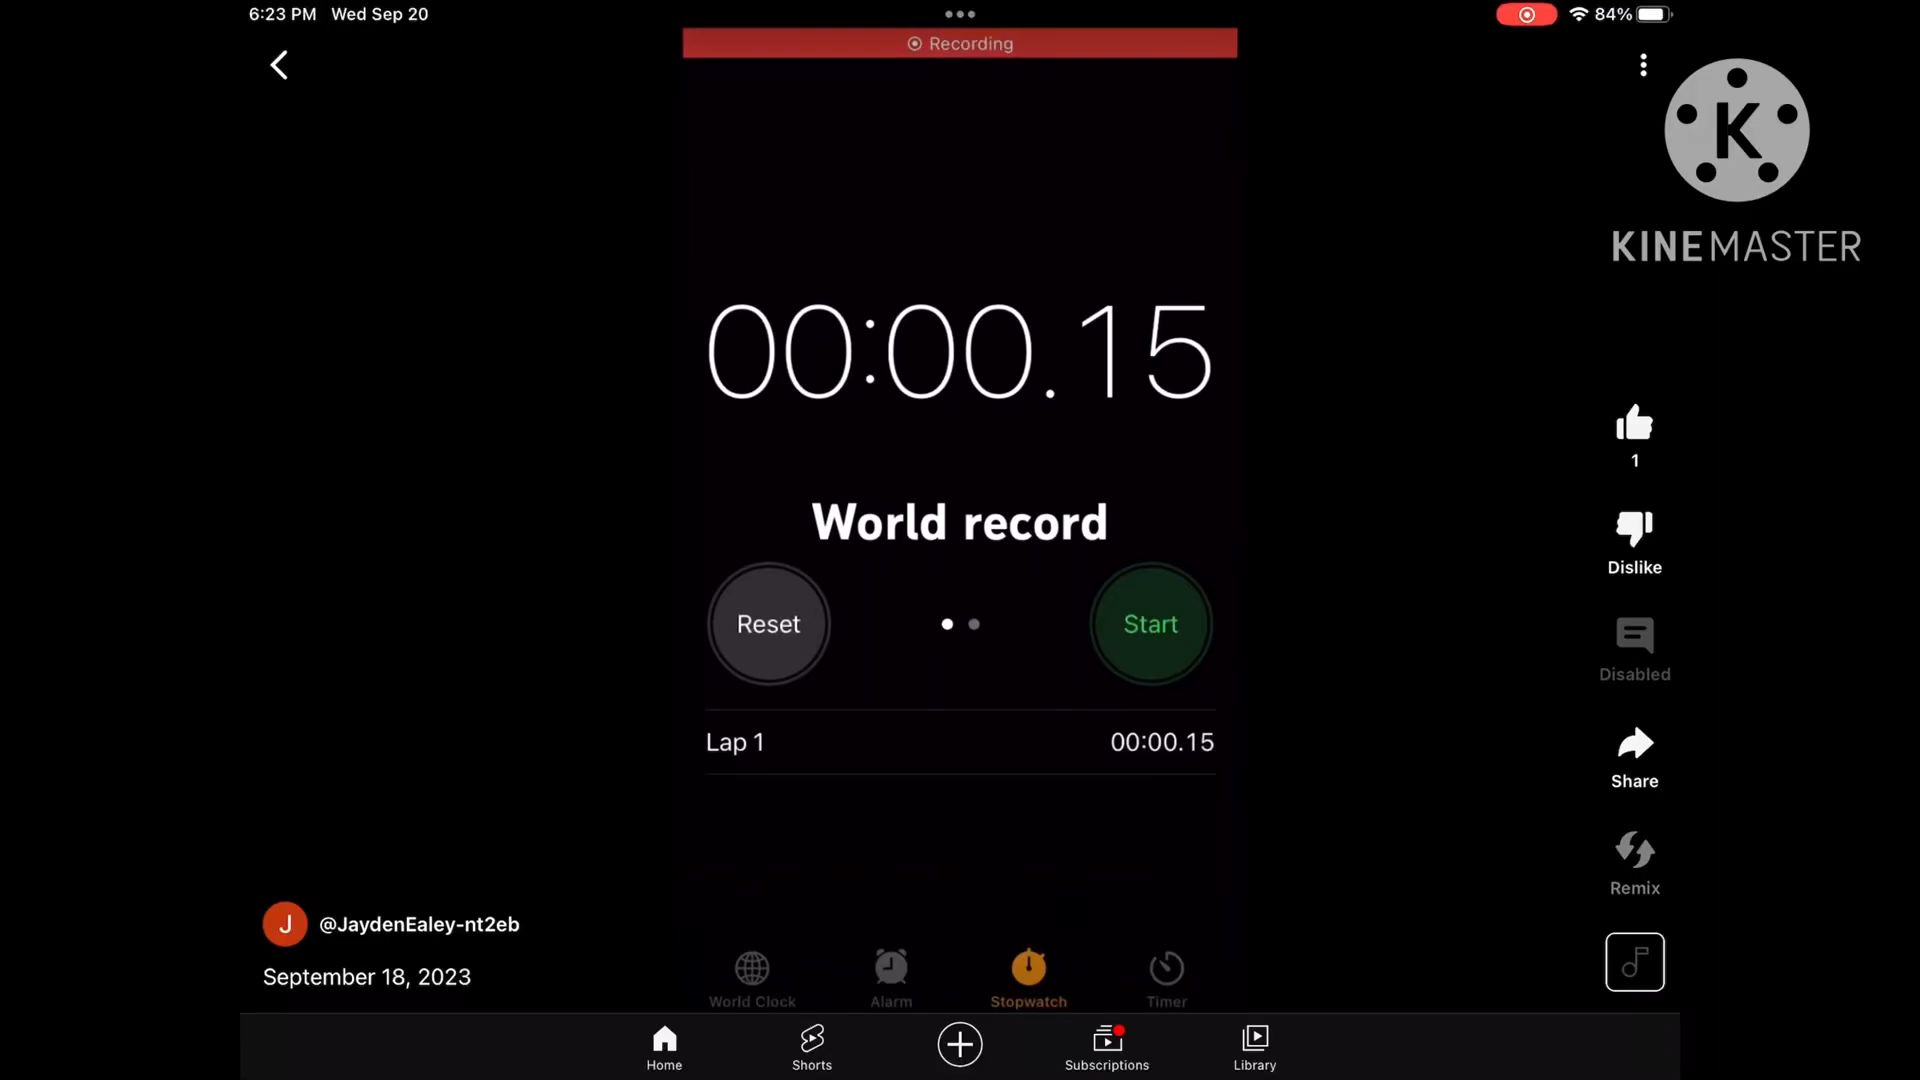 6:23 PM Wed Sep 20
84%
Recording
K
KINEMASTER
00:00.15
World record
Reset
Start
Lap 1 00:00.15
1
Dislike
Disabled
Share
Remix
J @JaydenEaley-nt2eb
September 18, 2023
World Clock Alarm Stopwatch Timer
Home Shorts Subscriptions Library